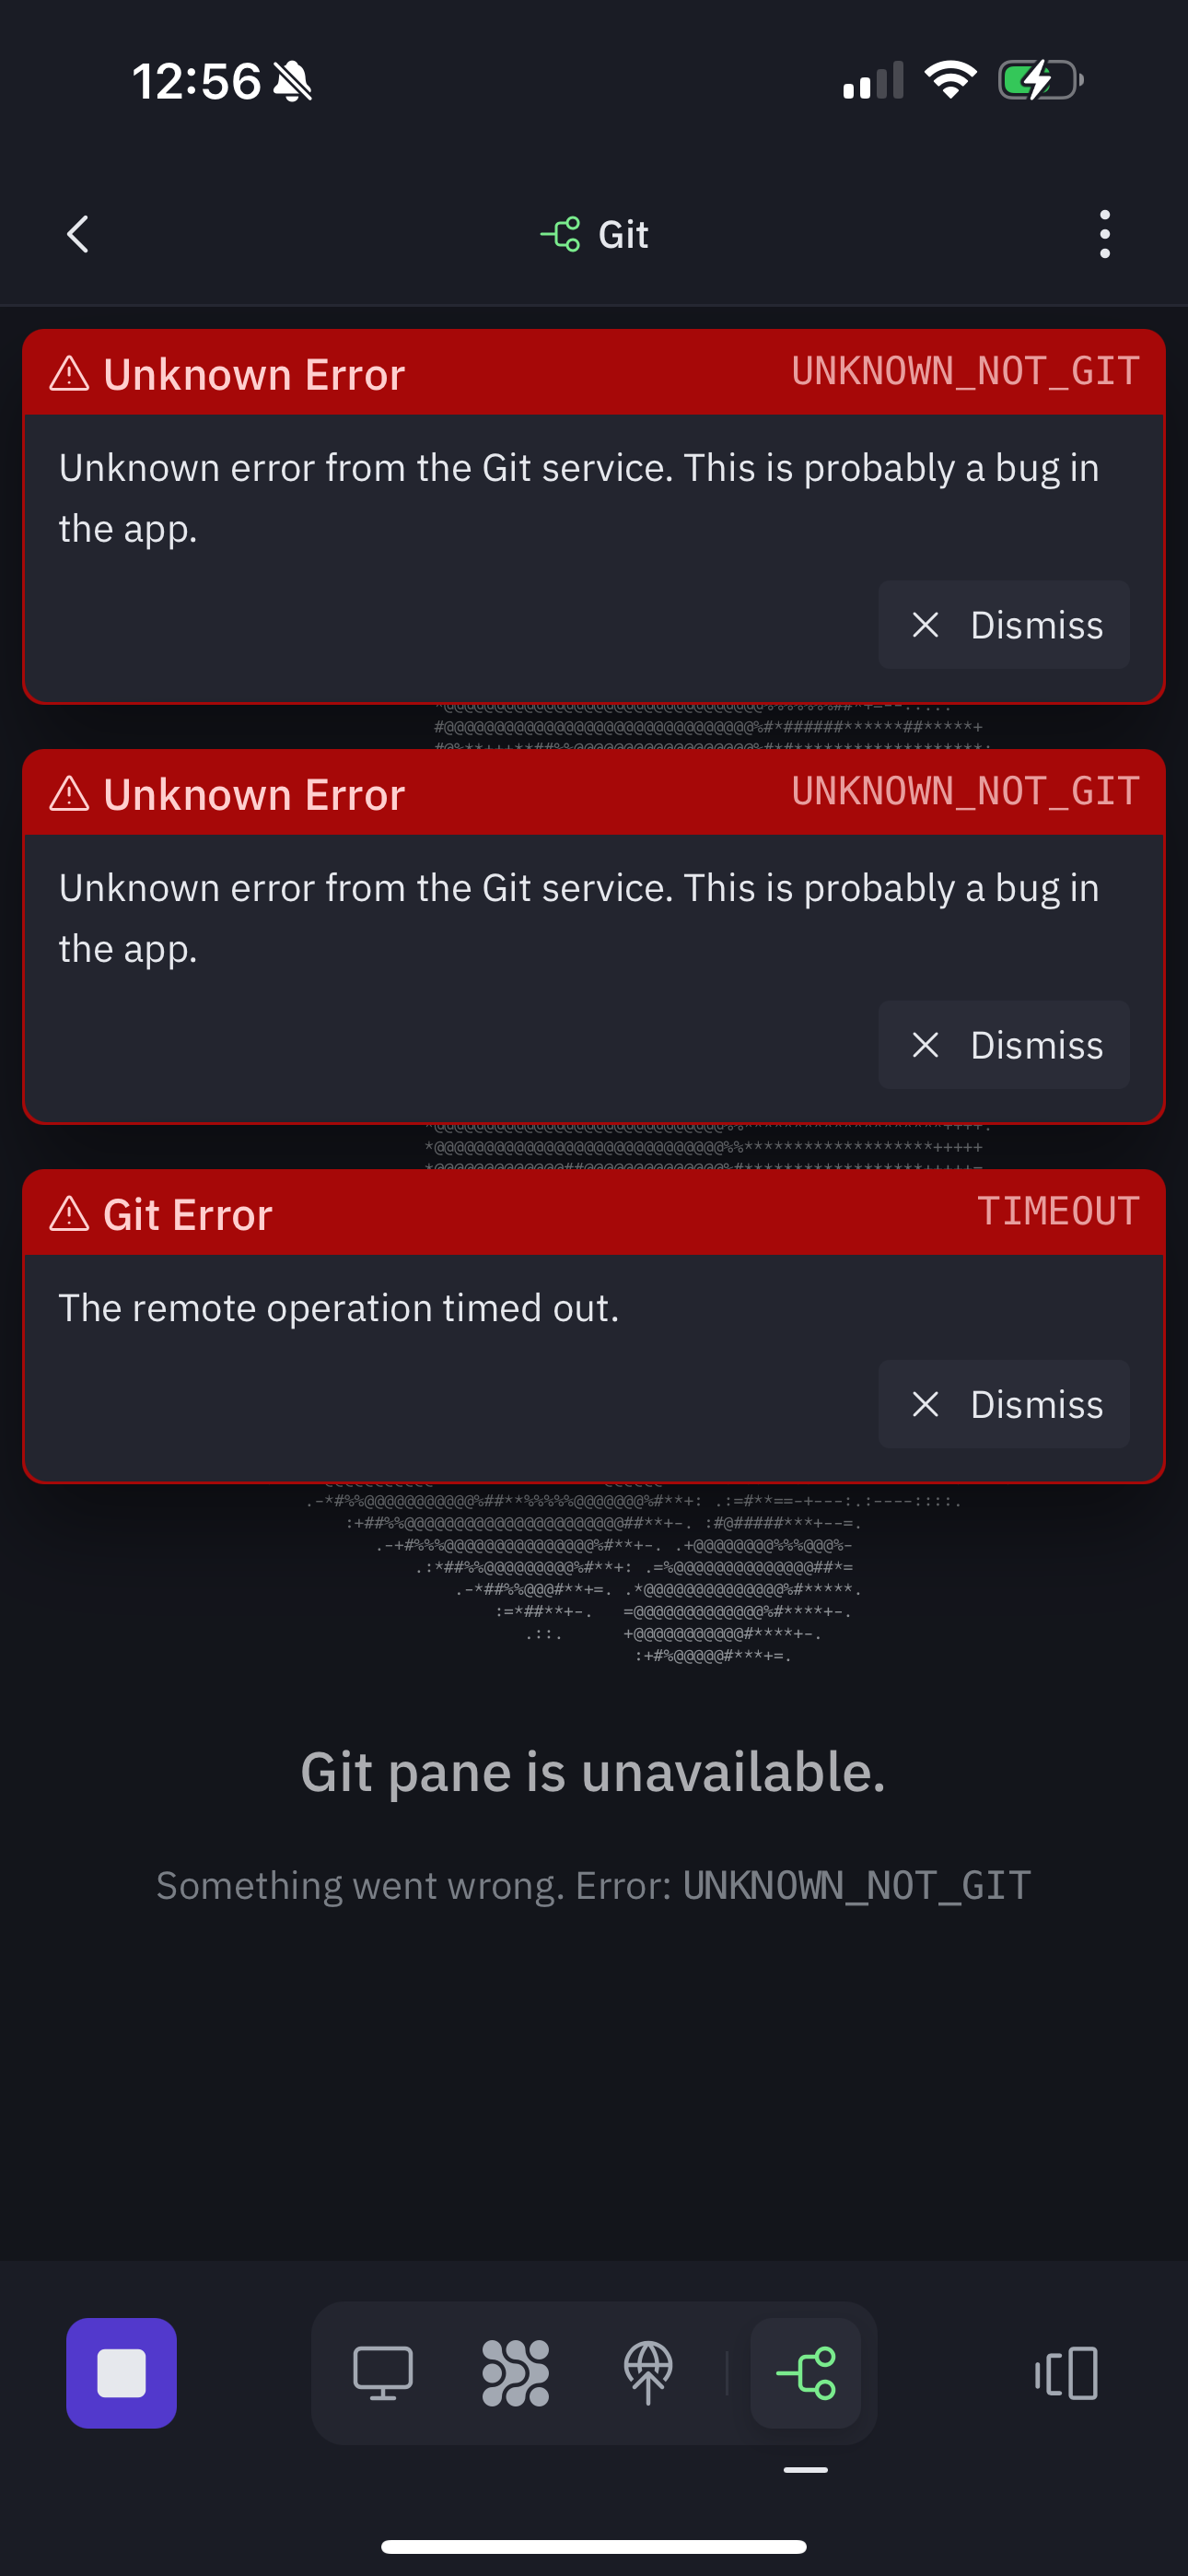 12:56
Git
Unknown Error UNKNOWN_NOT_GIT
Unknown error from the Git service. This is probably a bug in
the app.
Dismiss
#@@@@@@@@@@@@@@@@@@@@@@@@@@@@@@@%#*######******##*****+
Unknown Error UNKNOWN_NOT_GIT
Unknown error from the Git service. This is probably a bug in
the app.
Dismiss
*@@@@@@@@@@@@@@@@@@@@@@@@@@@@@%%*******************+++++
Git Error TIMEOUT
The remote operation timed out.
Dismiss
.-*#%%@@@@@@@@@@@%##**%%%%%@@@@@@@%#**+: .:=#**==-+---:.:----::::.
:+##%%@@@@@@@@@@@@@@@@@@@@@@##**+-. :#@#####***+--=.
.-+#%%%@@@@@@@@@@@@@@@%#**+-. .+@@@@@@@@%%%@@@%-
.:*##%%@@@@@@@@@%#**+: .=%@@@@@@@@@@@@@@##*=
.-*##%%@@@#**+=. .*@@@@@@@@@@@@@@%#*****.
:=*##**+-. =@@@@@@@@@@@@@%#****+-.
.::. +@@@@@@@@@@@#****+-.
:+#%@@@@@#***+=.
Git pane is unavailable.
Something went wrong. Error: UNKNOWN_NOT_GIT